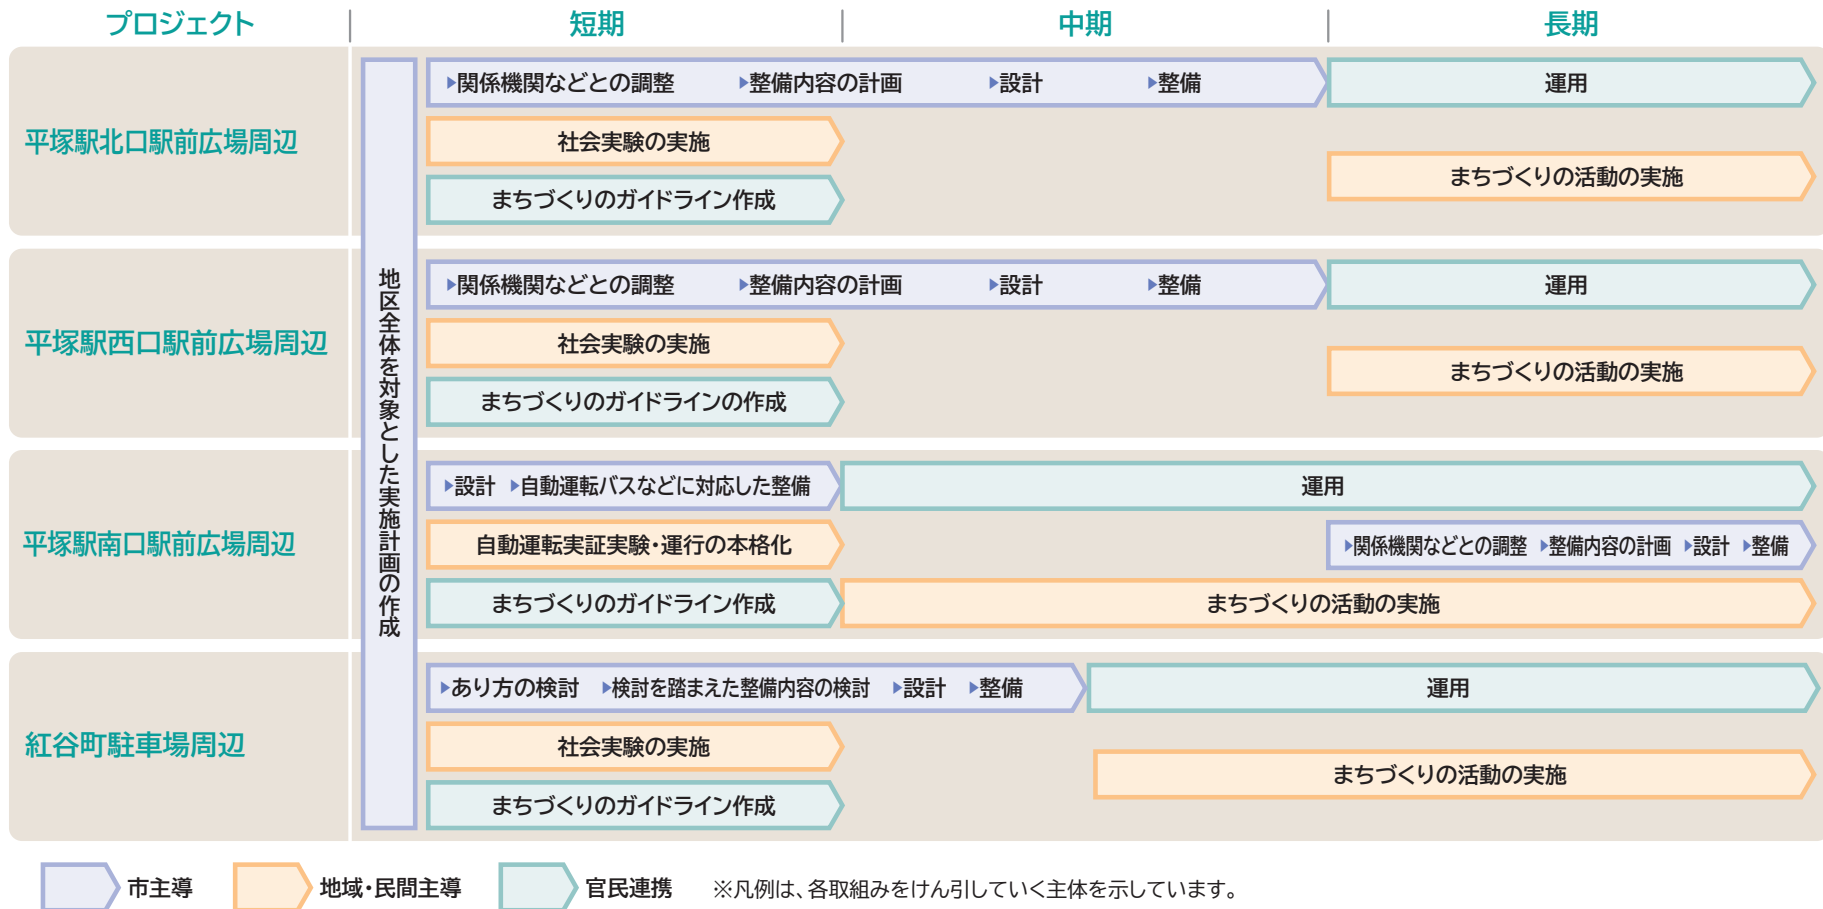 プロジェクト
短期
中期
長期
地区全体を対象とした実施計画の作成
平塚駅北口駅前広場周辺
▶関係機関などとの調整 ▶整備内容の計画 ▶設計 ▶整備
運用
社会実験の実施
まちづくりのガイドライン作成
まちづくりの活動の実施
平塚駅西口駅前広場周辺
▶関係機関などとの調整 ▶整備内容の計画 ▶設計 ▶整備
運用
社会実験の実施
まちづくりのガイドラインの作成
まちづくりの活動の実施
平塚駅南口駅前広場周辺
▶設計 ▶自動運転バスなどに対応した整備
運用
自動運転実証実験・運行の本格化
▶関係機関などとの調整 ▶整備内容の計画 ▶設計 ▶整備
まちづくりのガイドライン作成
まちづくりの活動の実施
紅谷町駐車場周辺
▶あり方の検討 ▶検討を踏まえた整備内容の検討 ▶設計 ▶整備
運用
社会実験の実施
まちづくりのガイドライン作成
まちづくりの活動の実施
市主導
地域・民間主導
官民連携
※凡例は、各取組みをけん引していく主体を示しています。